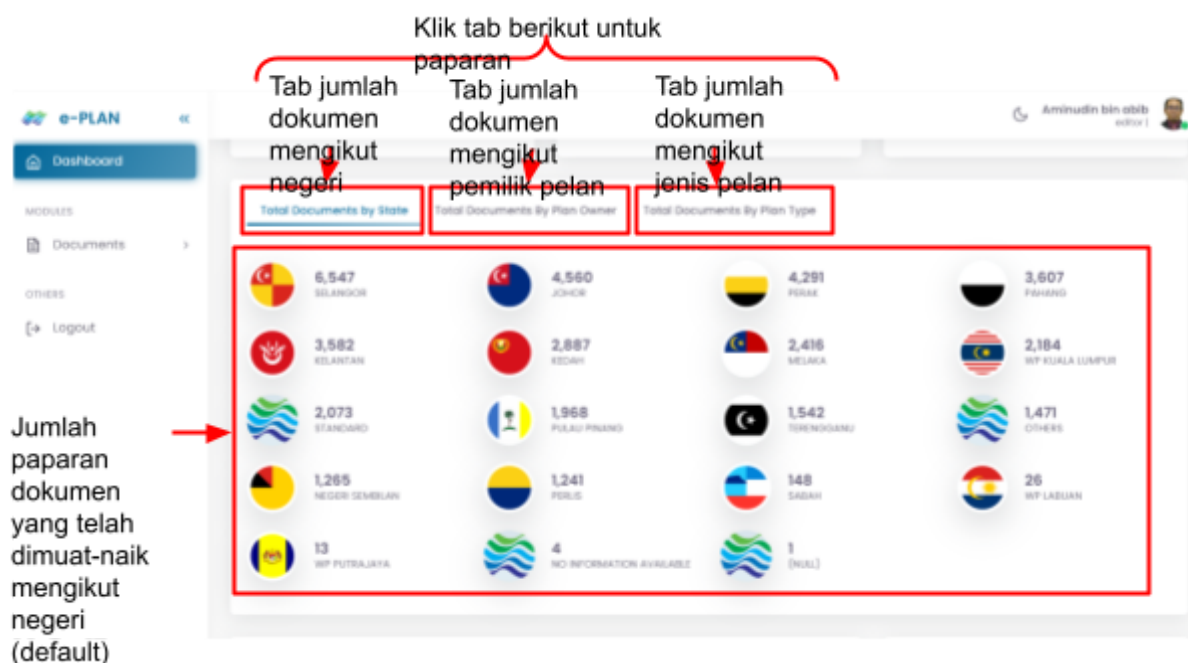 Klik tab berikut untuk
paparan
Tab jumlah
dokumen
mengikut
negeri
Tab jumlah
dokumen
mengikut
pemilik pelan
Tab jumlah
dokumen
mengikut
jenis pelan
e-PLAN «
Aminudin bin abib
editor |
Dashboard
MODULES
Documents >
OTHERS
Logout
Total Documents by State
Total Documents By Plan Owner
Total Documents By Plan Type
6,547
SELANGOR
4,560
JOHOR
4,291
PERAK
3,607
PAHANG
3,582
KELANTAN
2,887
KEDAH
2,416
MELAKA
2,184
WP KUALA LUMPUR
2,073
STANDARD
1,968
PULAU PINANG
1,542
TERENGGANU
1,471
OTHERS
1,265
NEGERI SEMBILAN
1,241
PERLIS
148
SABAH
26
WP LABUAN
13
WP PUTRAJAYA
4
NO INFORMATION AVAILABLE
1
(NULL)
Jumlah
paparan
dokumen
yang telah
dimuat-naik
mengikut
negeri
(default)